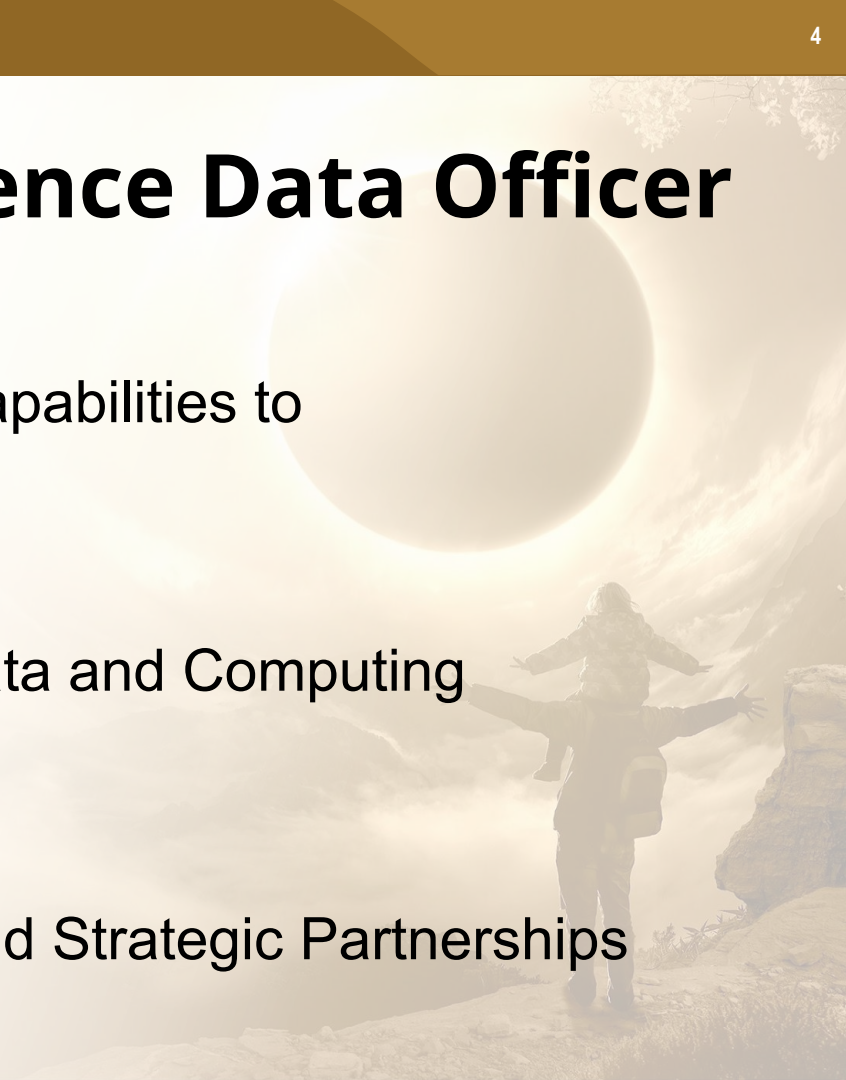 4
ence Data Officer
apabilities to
ta and Computing
d Strategic Partnerships